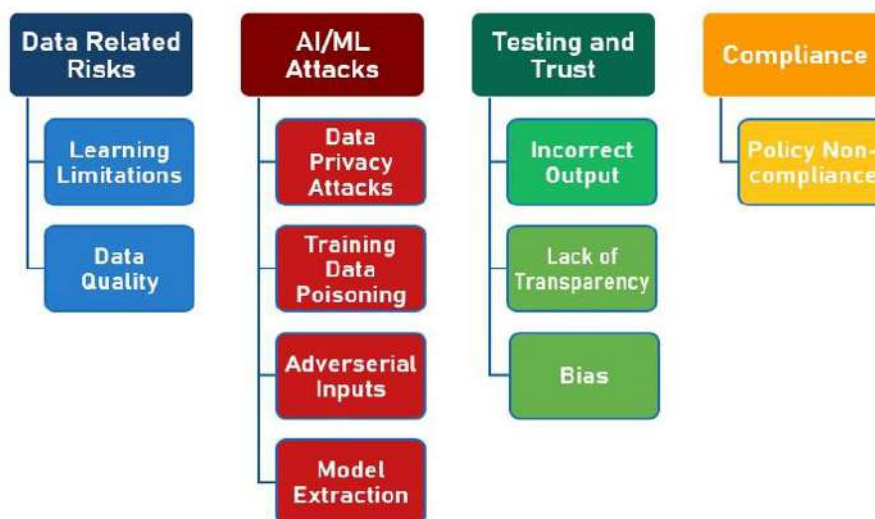 Data Related
Risks
Learning
Limitations
Data
Quality
AI/ML
Attacks
Data
Privacy
Attacks
Training
Data
Poisoning
Adverserial
Inputs
Model
Extraction
Testing and
Trust
Incorrect
Output
Lack of
Transparency
Bias
Compliance
Policy Non-
compliance